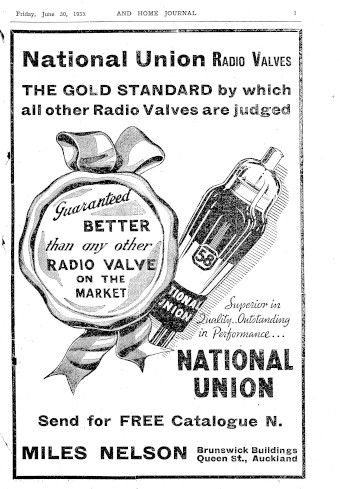 Friday, June 30, 1933 AND HOME JOURNAL 1
National Union RADIO VALVES
THE GOLD STANDARD by which
all other Radio Valves are judged
Guaranteed
BETTER
than any other
RADIO VALVE
ON THE
MARKET
58
NATIONAL
UNION
Superior in
Quality..Outstanding
in Performance...
NATIONAL
UNION
Send for FREE Catalogue N.
MILES NELSON Brunswick Buildings
Queen St., Auckland